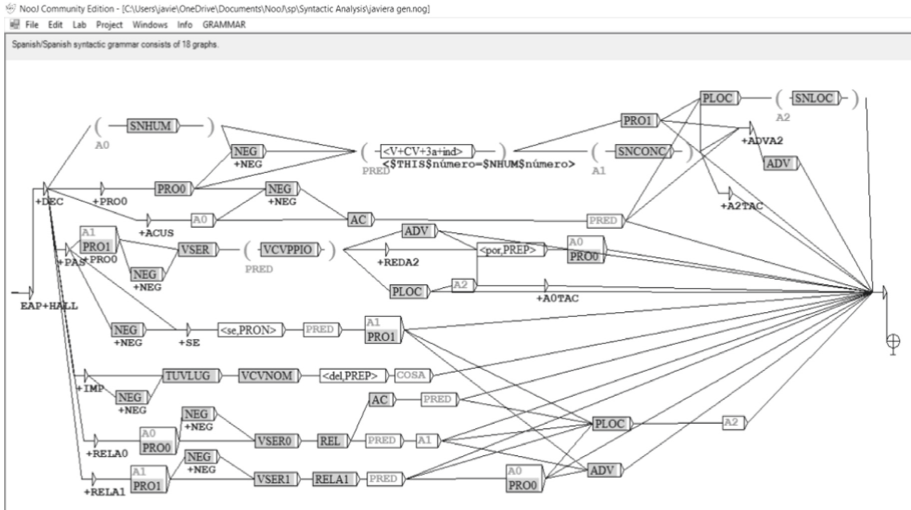 NooJ Community Edition - [C:\Users\javie\OneDrive\Documents\NooJ\sp\Syntactic Analysis\javiera gen.nog]
File Edit Lab Project Windows Info GRAMMAR
Spanish/Spanish syntactic grammar consists of 18 graphs.
PLOC ( SNLOC )
A2
( SNHUM )
A0
PRO1
+ADVA2
NEG
+NEG
( <V+CV+3a+ind> )
PRED
<$THIS$número=$NHUM$número>
( SNCONC )
A1
ADV
+DEC
+PRO0
PRO0
NEG
+NEG
+A2TAC
+ACUS
A0
AC
PRED
A1
PRO1
+PAS
+PRO0
VSER
( VCVPPIO )
PRED
ADV
+REDA2
<por,PREP>
A0
PRO0
NEG
+NEG
PLOC
A2
+A0TAC
EAP+HALL
NEG
+NEG
+SE
<se,PRON>
PRED
A1
PRO1
+IMP
NEG
+NEG
TUVLUG
VCVNOM
<del,PREP>
COSA
AC
PRED
+RELA0
A0
PRO0
NEG
+NEG
VSER0
REL
PRED
A1
PLOC
A2
+RELA1
A1
PRO1
NEG
+NEG
VSER1
RELA1
PRED
A0
PRO0
ADV